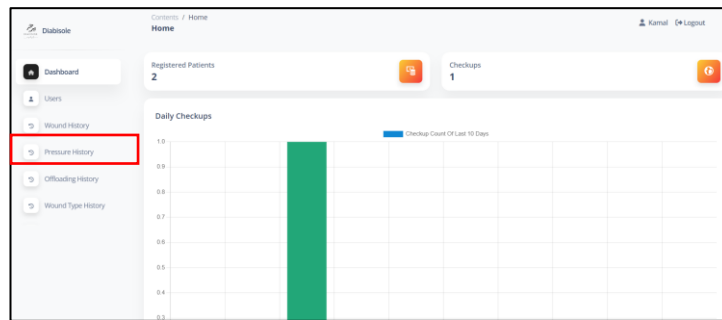 Diabisole
Dashboard
Users
Wound History
Pressure History
Offloading History
Wound Type History
Contents / Home
Home
Kamal Logout
Registered Patients
2
Checkups
1
Daily Checkups
Checkup Count Of Last 10 Days
1.0
0.9
0.8
0.7
0.6
0.5
0.4
0.3